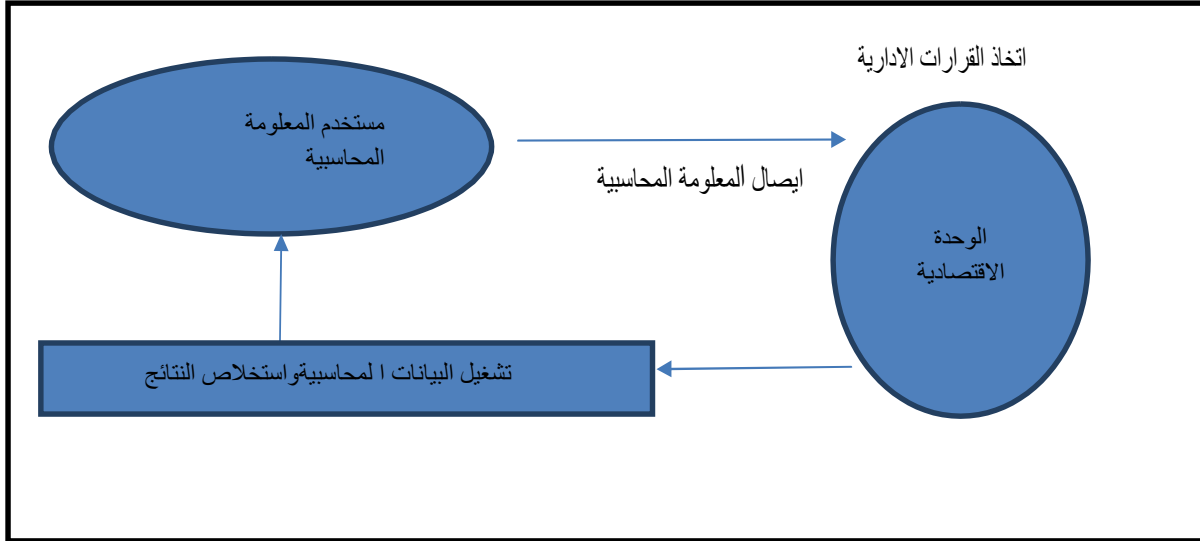 اتخاذ القرارات الادارية
مستخدم المعلومة
المحاسبية
ايصال المعلومة المحاسبية
الوحدة
الاقتصادية
تشغيل البيانات ا لمحاسبيةواستخلاص النتائج